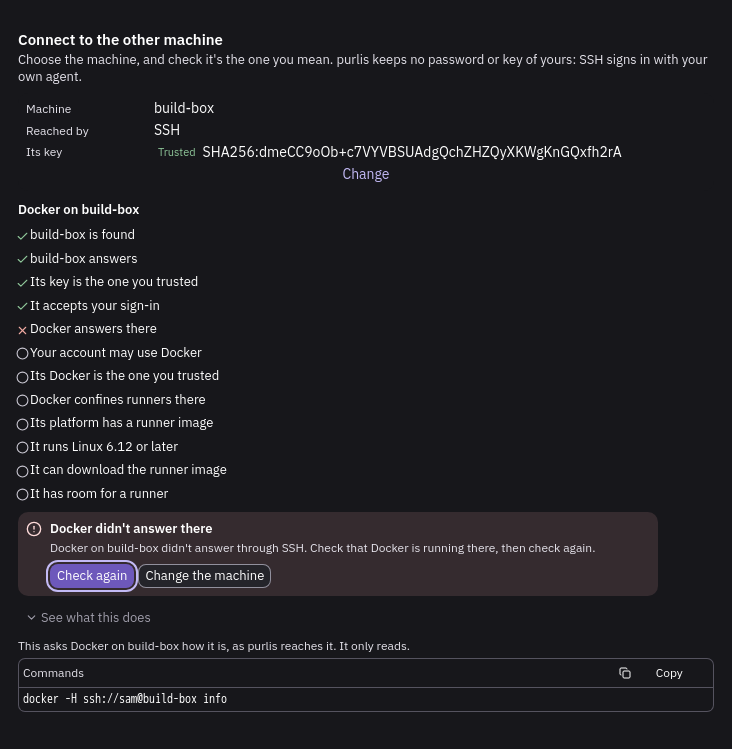 Connect to the other machine
Choose the machine, and check it's the one you mean. purlis keeps no password or key of yours: SSH signs in with your
own agent.
Machine build-box
Reached by SSH
Its key Trusted SHA256:dmeCC9oOb+c7VYVBSUAdgQchZHZQyXKWgKnGQxfh2rA
Change
Docker on build-box
build-box is found
build-box answers
Its key is the one you trusted
It accepts your sign-in
Docker answers there
Your account may use Docker
Its Docker is the one you trusted
Docker confines runners there
Its platform has a runner image
It runs Linux 6.12 or later
It can download the runner image
It has room for a runner
Docker didn't answer there
Docker on build-box didn't answer through SSH. Check that Docker is running there, then check again.
Check again Change the machine
See what this does
This asks Docker on build-box how it is, as purlis reaches it. It only reads.
Commands Copy
docker -H ssh://sam@build-box info